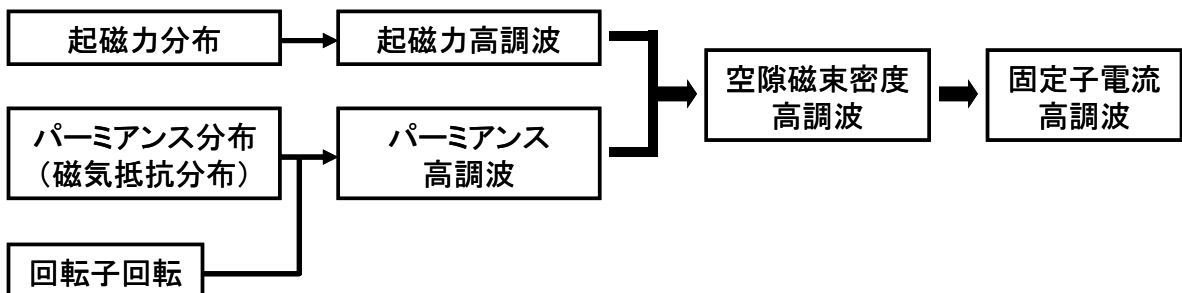 起磁力分布
起磁力高調波
パーミアンス分布
（磁気抵抗分布）
パーミアンス
高調波
回転子回転
空隙磁束密度
高調波
固定子電流
高調波